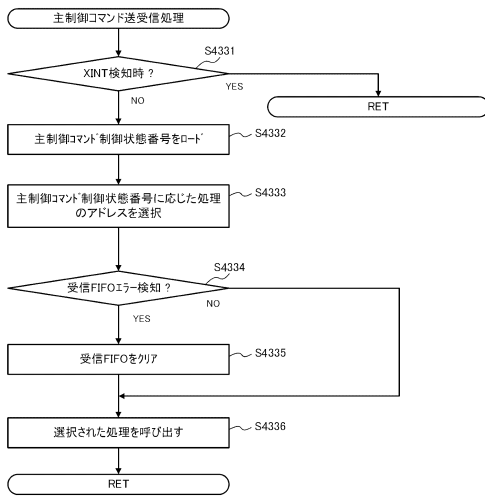 主制御コマンド送受信処理
S4331
XINT検知時？
YES
NO
RET
主制御ｺﾏﾝﾄﾞ制御状態番号をﾛｰﾄﾞ
S4332
主制御ｺﾏﾝﾄﾞ制御状態番号に応じた処理
のアドレスを選択
S4333
S4334
受信FIFOｴﾗｰ検知？
NO
YES
受信FIFOをｸﾘｱ
S4335
選択された処理を呼び出す
S4336
RET